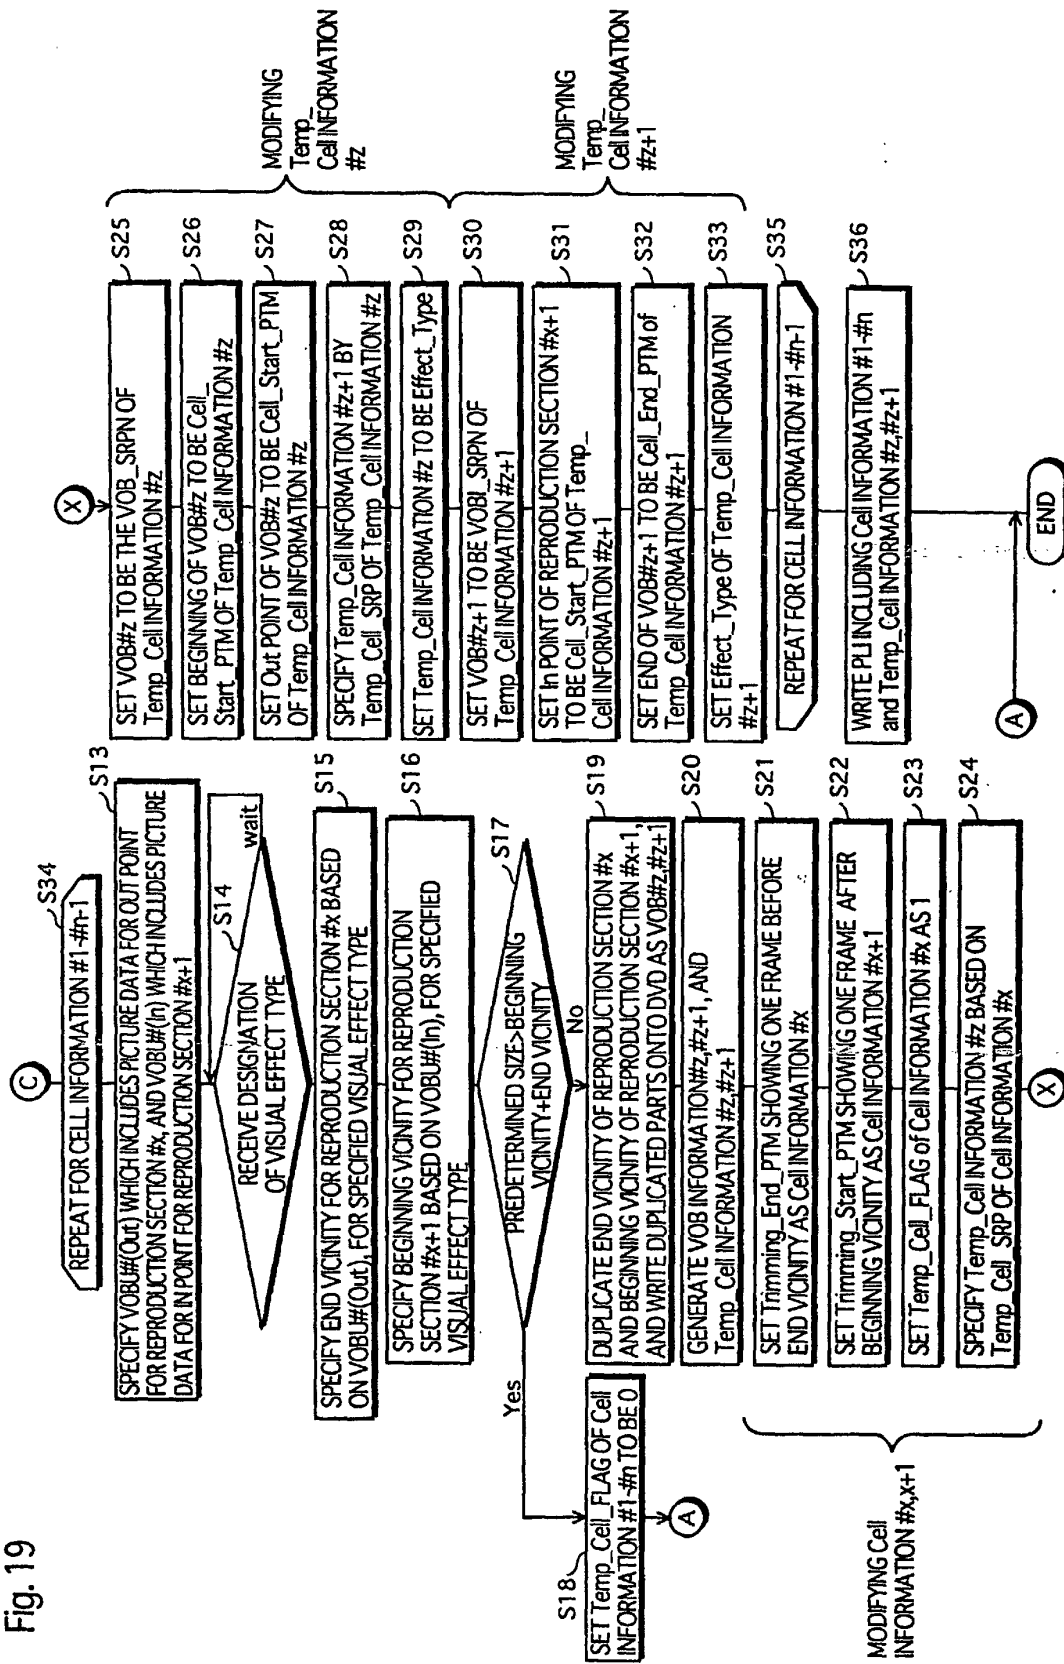 Fig. 19
C
S34
REPEAT FOR CELL INFORMATION #1-#n-1
S13
SPECIFY VOBU#(Out) WHICH INCLUDES PICTURE DATA FOR OUT POINT
FOR REPRODUCTION SECTION #x, AND VOBU#(In) WHICH INCLUDES PICTURE
DATA FOR IN POINT FOR REPRODUCTION SECTION #x+1
S14
wait
RECEIVE DESIGNATION
OF VISUAL EFFECT TYPE
S15
SPECIFY END VICINITY FOR REPRODUCTION SECTION #x BASED
ON VOBU#(Out), FOR SPECIFIED VISUAL EFFECT TYPE
S16
SPECIFY BEGINNING VICINITY FOR REPRODUCTION
SECTION #x+1 BASED ON VOBU#(In), FOR SPECIFIED
VISUAL EFFECT TYPE
S17
PREDETERMINED SIZE>BEGINNING
VICINITY+END VICINITY
Yes
No
S18
SET Temp_Cell_FLAG OF Cell
INFORMATION #1-#n TO BE 0
A
S19
DUPLICATE END VICINITY OF REPRODUCTION SECTION #x
AND BEGINNING VICINITY OF REPRODUCTION SECTION #x+1,
AND WRITE DUPLICATED PARTS ONTO DVD AS VOB#z,#z+1
S20
GENERATE VOB INFORMATION#z,#z+1, AND
Temp_Cell INFORMATION #z,#z+1
S21
SET Trimming_End_PTM SHOWING ONE FRAME BEFORE
END VICINITY AS Cell INFORMATION #x
S22
SET Trimming_Start_PTM SHOWING ONE FRAME AFTER
BEGINNING VICINITY AS Cell INFORMATION #x+1
S23
SET Temp_Cell_FLAG of Cell INFORMATION #x AS 1
S24
SPECIFY Temp_Cell INFORMATION #z BASED ON
Temp_Cell_SRP OF Cell INFORMATION #x
MODIFYING Cell
INFORMATION #x,x+1
X
X
S25
SET VOB#z TO BE THE VOB_SRPN OF
Temp_Cell INFORMATION #z
S26
SET BEGINNING OF VOB#z TO BE Cell_
Start_PTM OF Temp_Cell INFORMATION #z
S27
SET Out POINT OF VOB#z TO BE Cell_Start_PTM
OF Temp_Cell INFORMATION #z
S28
SPECIFY Temp_Cell INFORMATION #z+1 BY
Temp_Cell_SRP OF Temp_Cell INFORMATION #z
S29
SET Temp_Cell INFORMATION #z TO BE Effect_Type
MODIFYING
Temp_
Cell INFORMATION
#z
S30
SET VOB#z+1 TO BE VOBI_SRPN OF
Temp_Cell INFORMATION #z+1
S31
SET In POINT OF REPRODUCTION SECTION #x+1
TO BE Cell_Start_PTM OF Temp_
Cell INFORMATION #z+1
S32
SET END OF VOB#z+1 TO BE Cell_End_PTM of
Temp_Cell INFORMATION #z+1
S33
SET Effect_Type OF Temp_Cell INFORMATION
#z+1
MODIFYING
Temp_
Cell INFORMATION
#z+1
S35
REPEAT FOR CELL INFORMATION #1-#n-1
S36
WRITE PLI INCLUDING Cell INFORMATION #1-#n
and Temp_Cell INFORMATION #z,#z+1
A
END